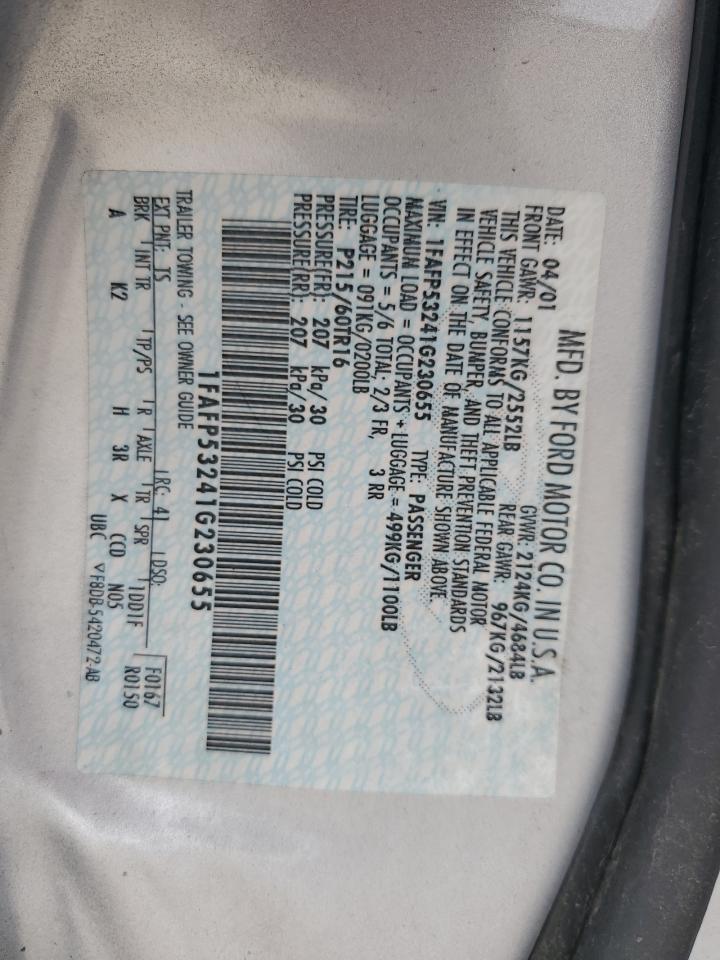 MFD. BY FORD MOTOR CO. IN U.S.A.
DATE: 04/01 GVWR: 2124KG/4684LB
FRONT GAWR: 1157KG/2552LB REAR GAWR: 967KG/2132LB
THIS VEHICLE CONFORMS TO ALL APPLICABLE FEDERAL MOTOR
VEHICLE SAFETY, BUMPER, AND THEFT PREVENTION STANDARDS
IN EFFECT ON THE DATE OF MANUFACTURE SHOWN ABOVE.
VIN: 1FAFP53241G230655 TYPE: PASSENGER
MAXIMUM LOAD = OCCUPANTS + LUGGAGE = 499KG/1100LB
OCCUPANTS = 5/6 TOTAL; 2/3 FR, 3 RR
LUGGAGE = 091KG/0200LB
TIRE: P215/60TR16
PRESSURE(FR): 207 kPa/30 PSI COLD
PRESSURE(RR): 207 kPa/30 PSI COLD
1FAFP53241G230655
TRAILER TOWING - SEE OWNER GUIDE
EXT PNT: TS RC: 41 DSO: F0167
BRK INT TR TP/PS R AXLE TR SPR 1DD1F R0150
A K2 H 3R X CCD NO5
UBC ▽F8DB-5420472-AB